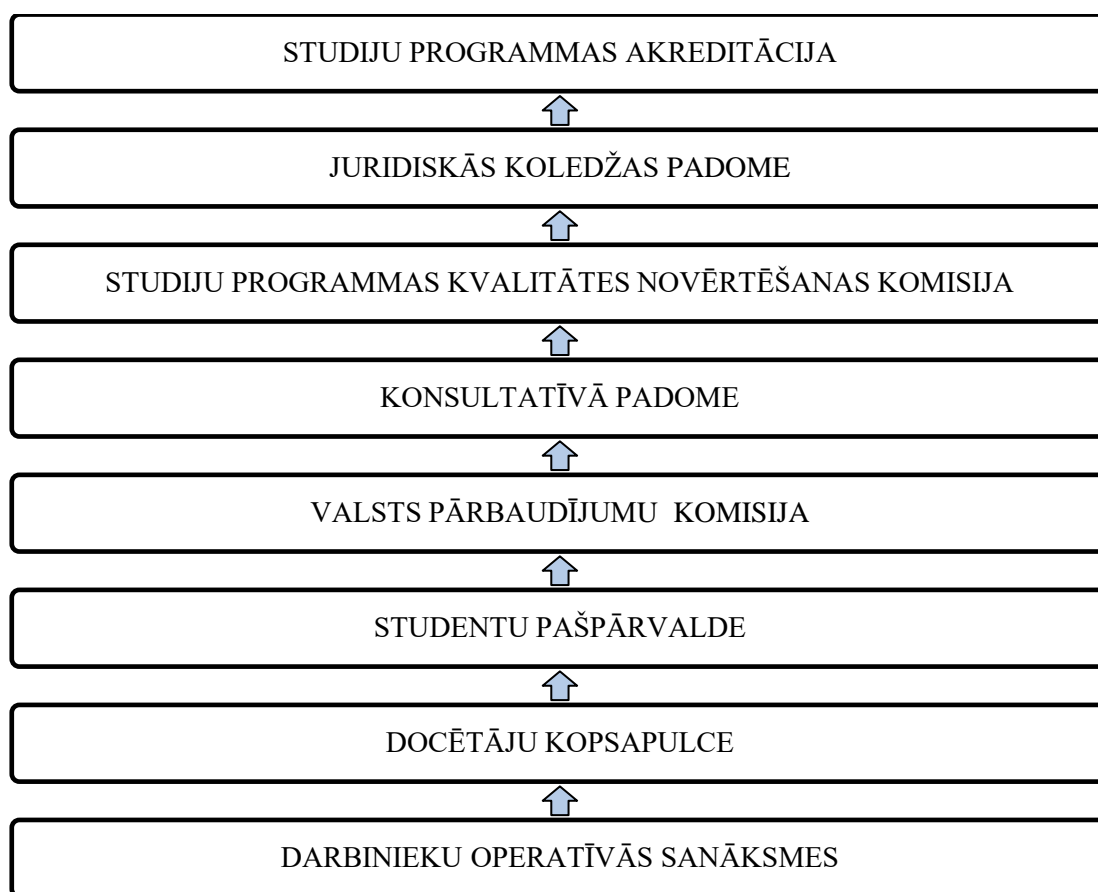 STUDIJU PROGRAMMAS AKREDITĀCIJA
JURIDISKĀS KOLEDŽAS PADOME
STUDIJU PROGRAMMAS KVALITĀTES NOVĒRTĒŠANAS KOMISIJA
KONSULTATĪVĀ PADOME
VALSTS PĀRBAUDĪJUMU KOMISIJA
STUDENTU PAŠPĀRVALDE
DOCĒTĀJU KOPSAPULCE
DARBINIEKU OPERATĪVĀS SANĀKSMES